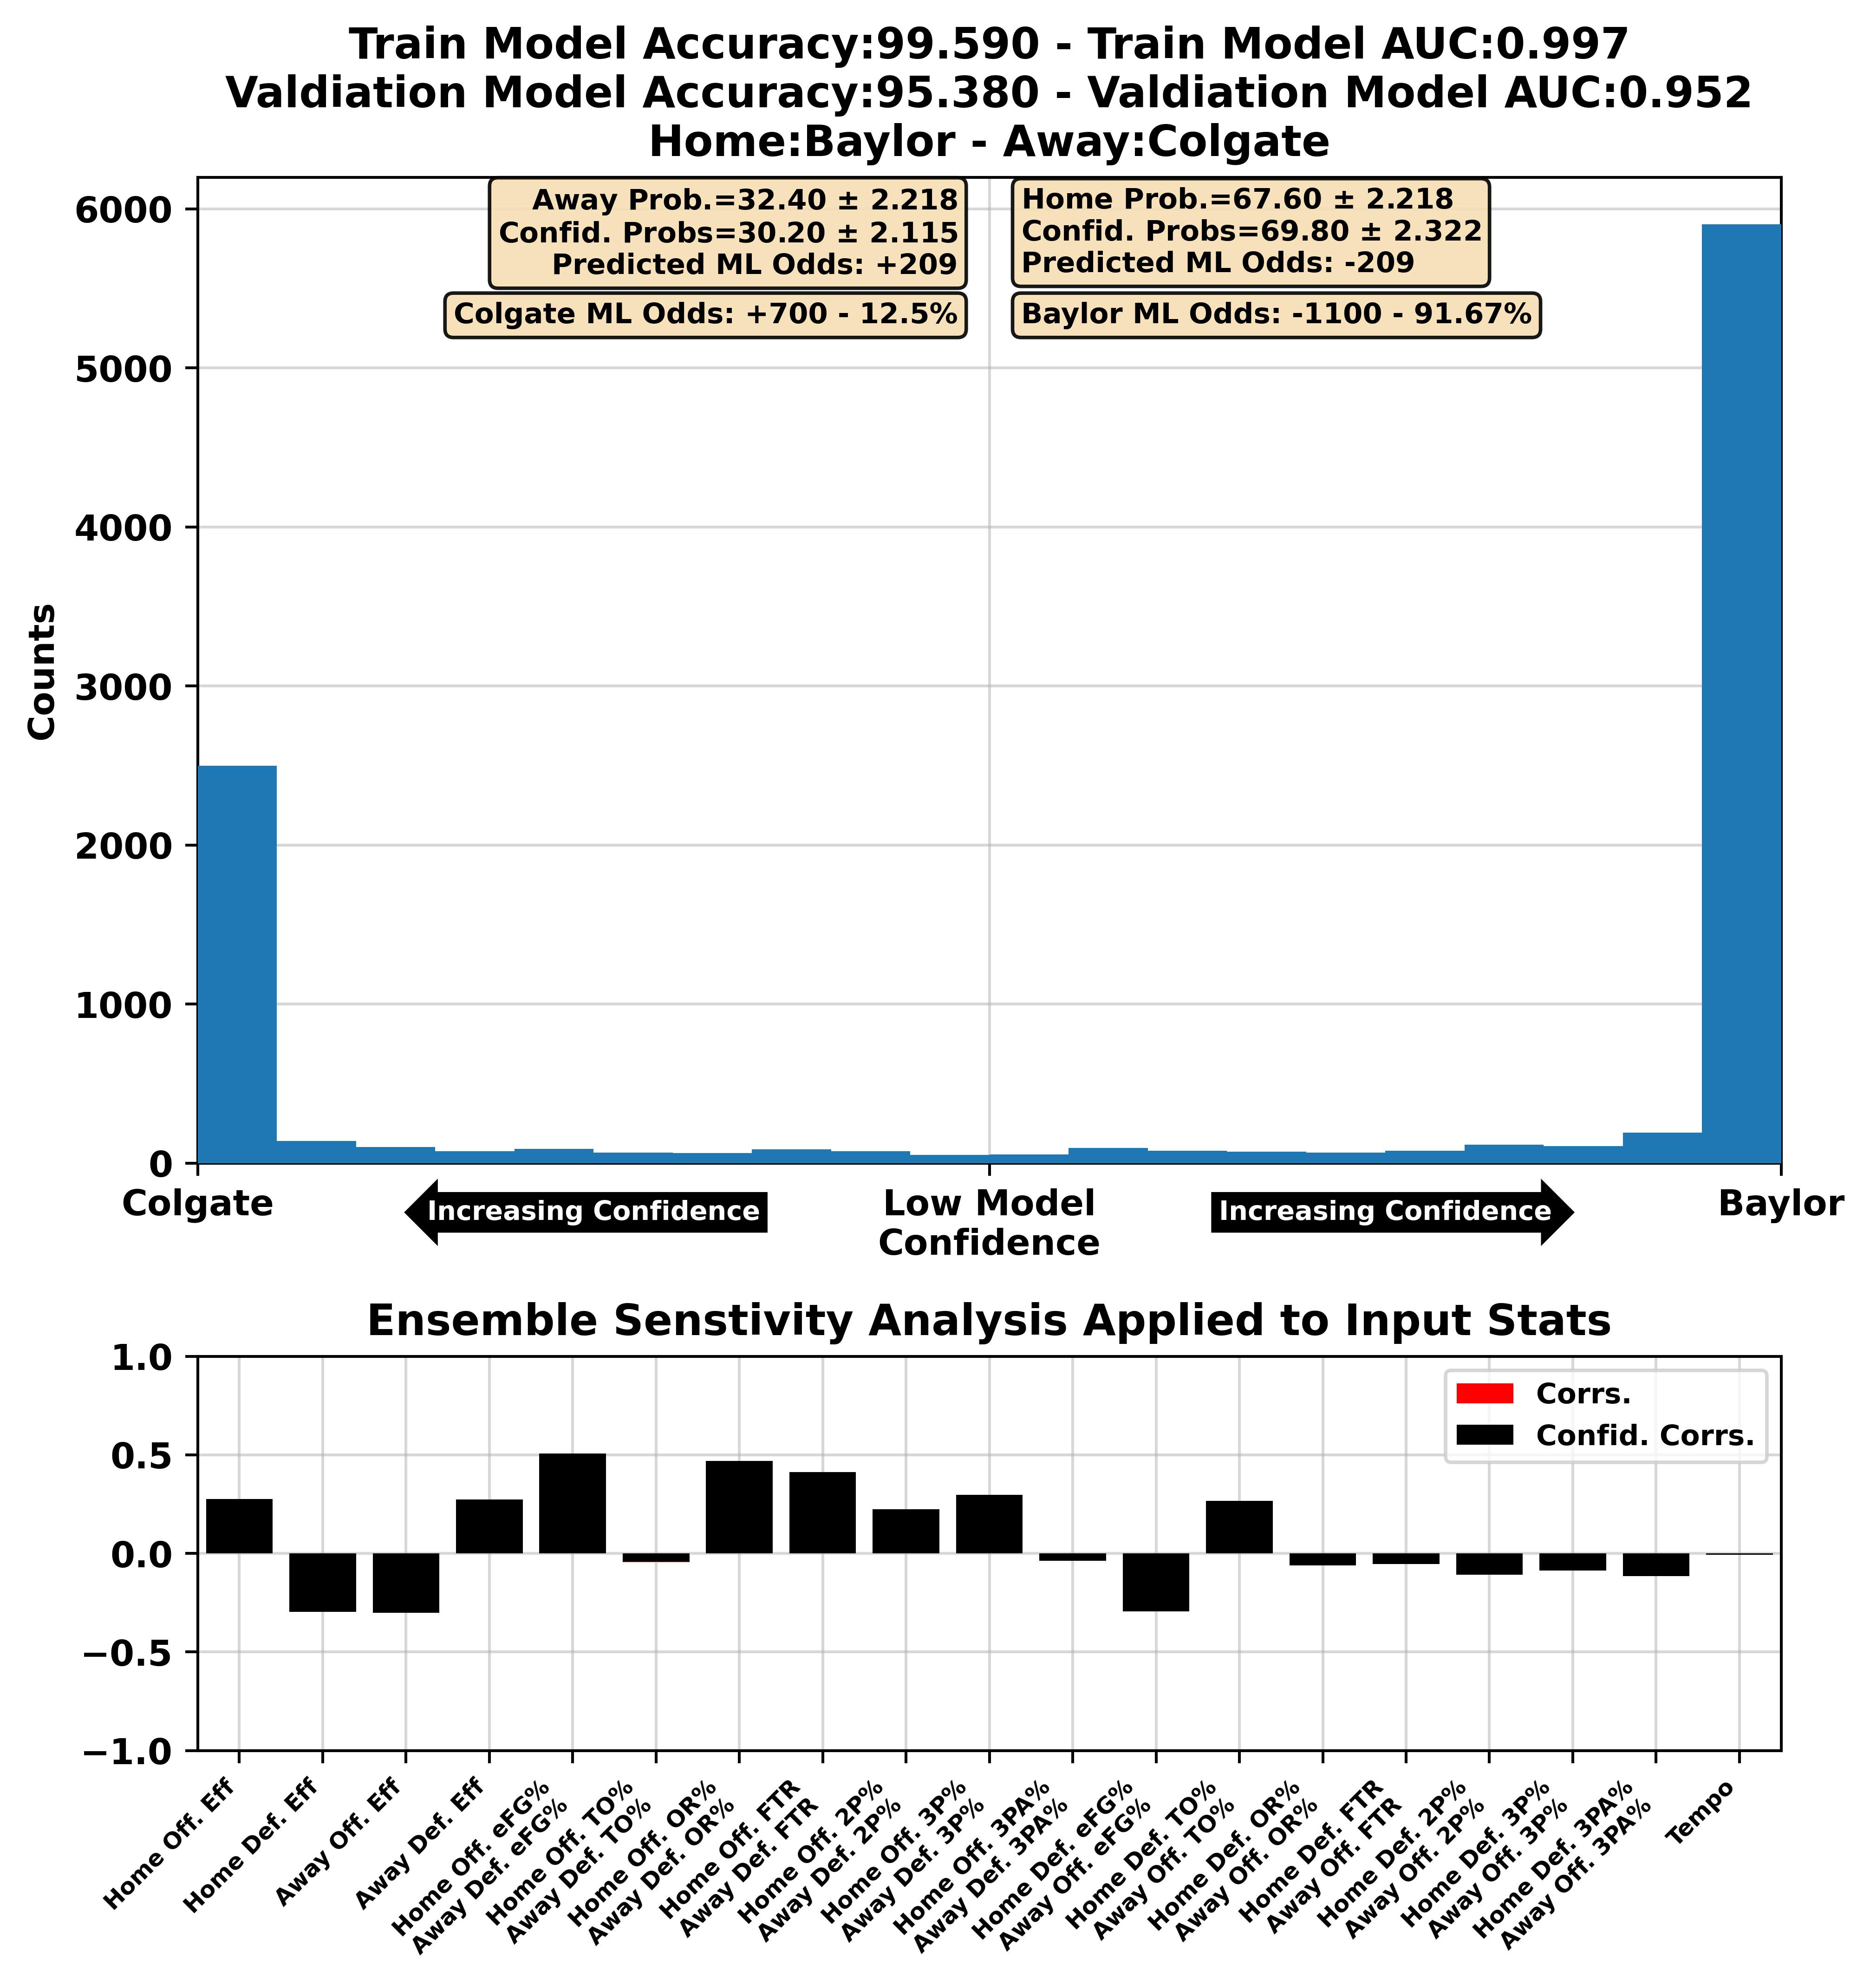 Train Model Accuracy:99.590 - Train Model AUC:0.997
Valdiation Model Accuracy:95.380 - Valdiation Model AUC:0.952
Home:Baylor - Away:Colgate
Away Prob.=32.40 ± 2.218
Confid. Probs=30.20 ± 2.115
Predicted ML Odds: +209
Colgate ML Odds: +700 - 12.5%
Home Prob.=67.60 ± 2.218
Confid. Probs=69.80 ± 2.322
Predicted ML Odds: -209
Baylor ML Odds: -1100 - 91.67%
Counts
6000
5000
4000
3000
2000
1000
0
Colgate
Increasing Confidence
Low Model
Confidence
Increasing Confidence
Baylor
Ensemble Senstivity Analysis Applied to Input Stats
1.0
0.5
0.0
−0.5
−1.0
Corrs.
Confid. Corrs.
Home Off. Eff
Home Def. Eff
Away Off. Eff
Away Def. Eff
Home Off. eFG%
Away Def. eFG%
Home Off. TO%
Away Def. TO%
Home Off. OR%
Away Def. OR%
Home Off. FTR
Away Def. FTR
Home Off. 2P%
Away Def. 2P%
Home Off. 3P%
Away Def. 3P%
Home Off. 3PA%
Away Def. 3PA%
Home Def. eFG%
Away Off. eFG%
Home Def. TO%
Away Off. TO%
Home Def. OR%
Away Off. OR%
Home Def. FTR
Away Off. FTR
Home Def. 2P%
Away Off. 2P%
Home Def. 3P%
Away Off. 3P%
Home Def. 3PA%
Away Off. 3PA%
Tempo